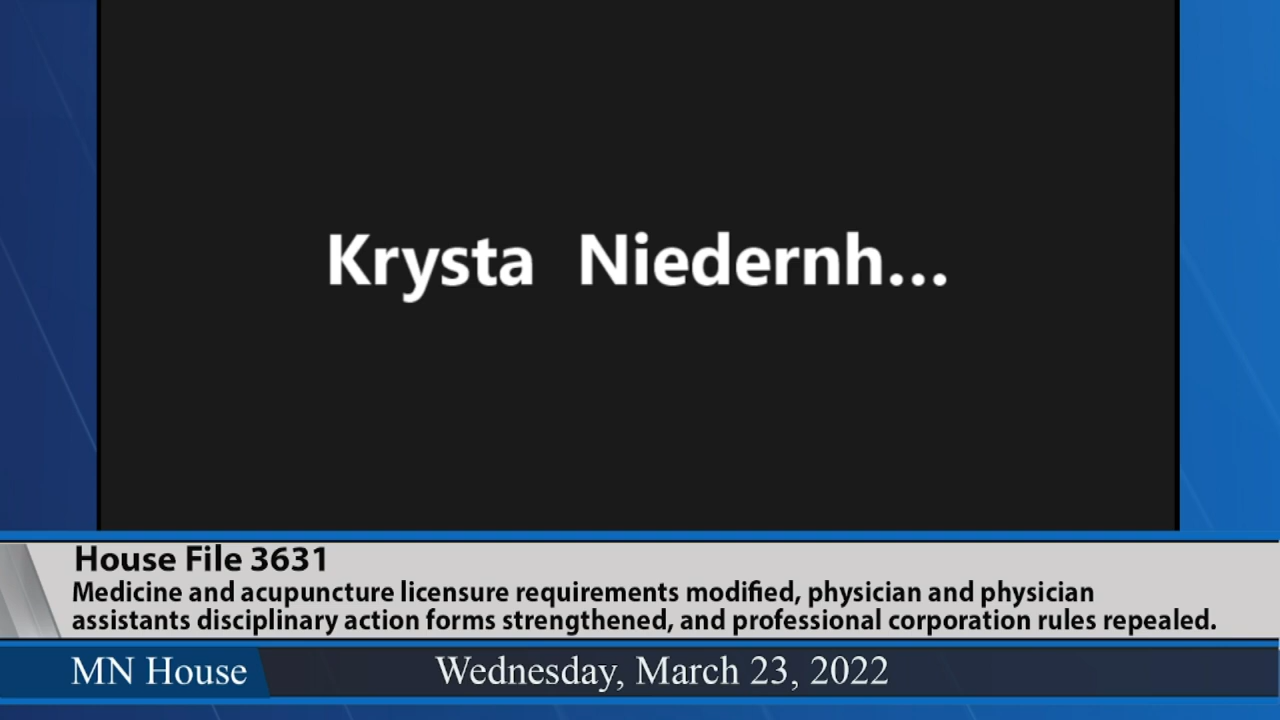 Krysta Niedernh...
House File 3631
Medicine and acupuncture licensure requirements modified, physician and physician
assistants disciplinary action forms strengthened, and professional corporation rules repealed.
MN House
Wednesday, March 23, 2022